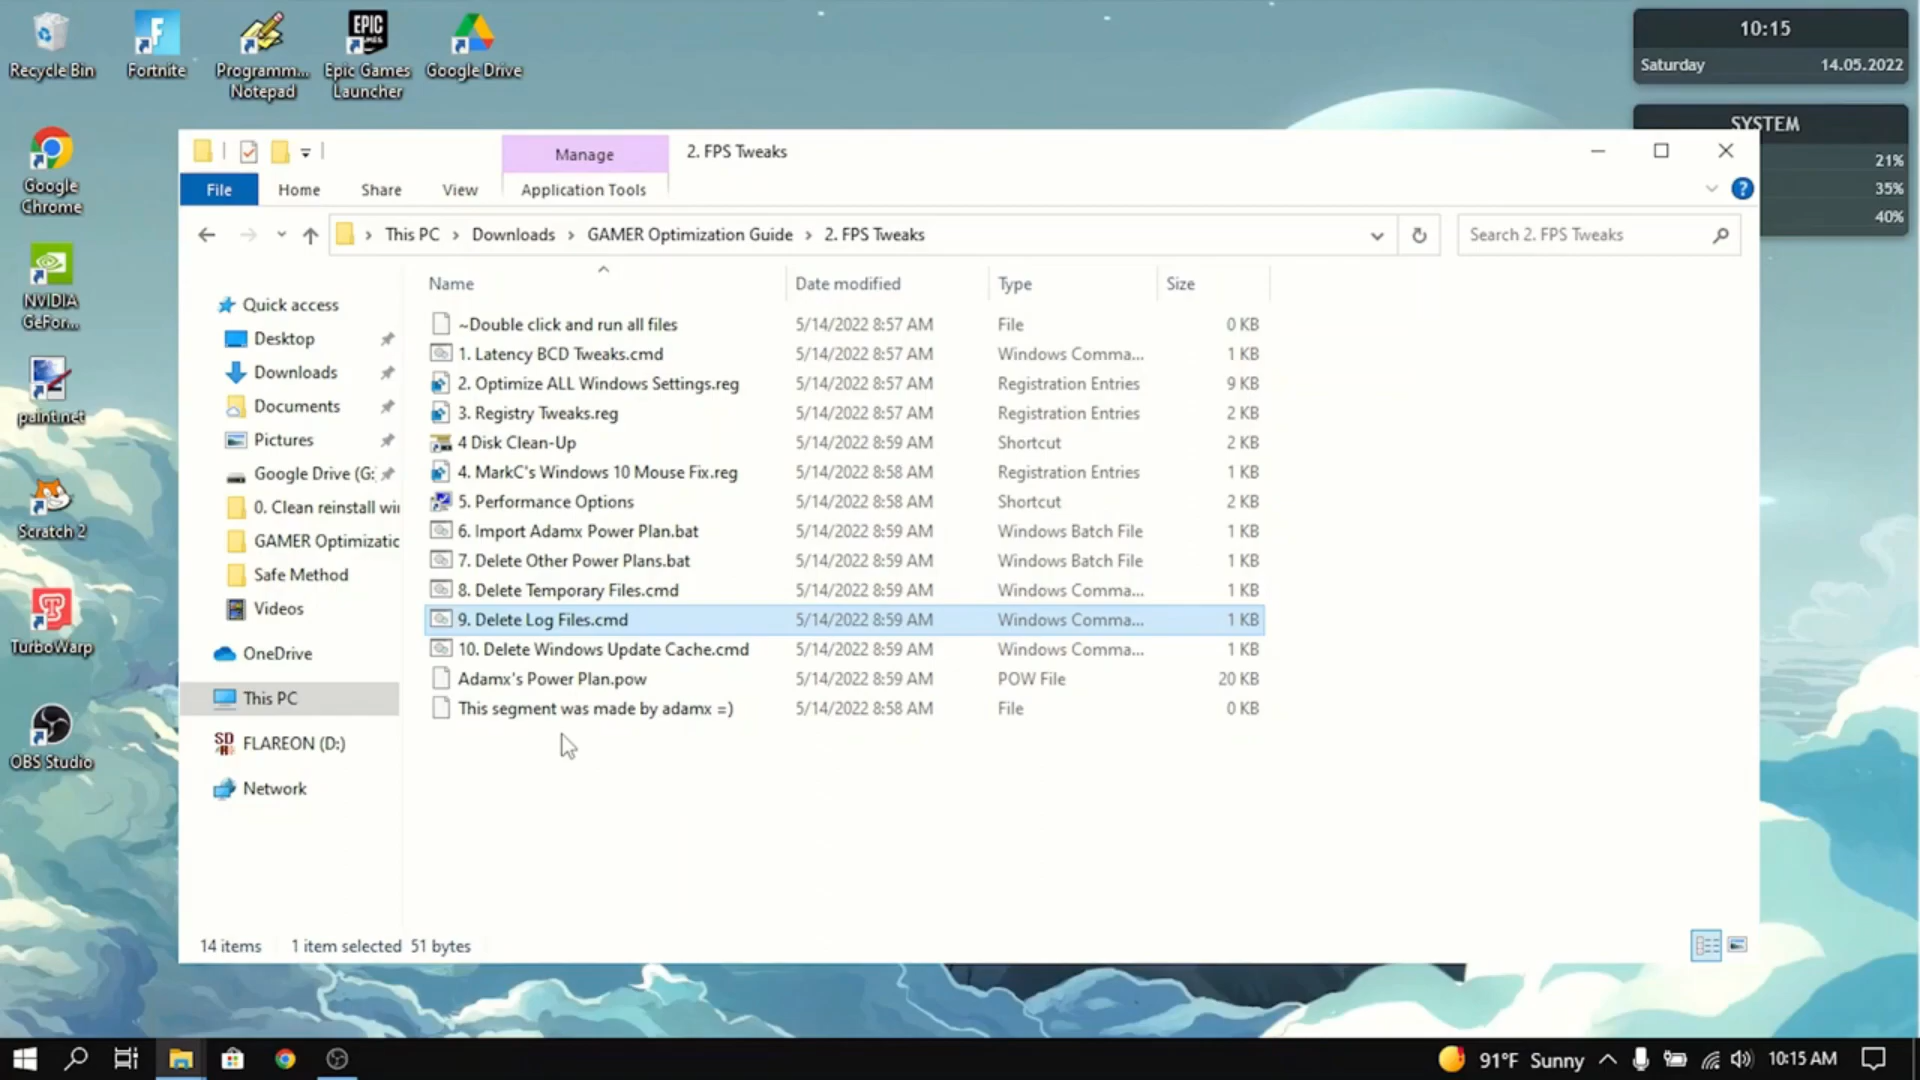 Recycle Bin
Fortnite
Programm...
Notepad
EPIC
GAMES
Epic Games
Launcher
Google Drive
10:15
Saturday 14.05.2022
SYSTEM
21%
35%
40%
Google
Chrome
NVIDIA
GeFor...
paint.net
Scratch 2
TurboWarp
OBS Studio
Manage
2. FPS Tweaks
File Home Share View Application Tools
This PC > Downloads > GAMER Optimization Guide > 2. FPS Tweaks
Search 2. FPS Tweaks
Name Date modified Type Size
Quick access
Desktop
Downloads
Documents
Pictures
Google Drive (G:
0. Clean reinstall wi
GAMER Optimizatic
Safe Method
Videos
OneDrive
This PC
SD
FLAREON (D:)
Network
~Double click and run all files 5/14/2022 8:57 AM File 0 KB
1. Latency BCD Tweaks.cmd 5/14/2022 8:57 AM Windows Comma... 1 KB
2. Optimize ALL Windows Settings.reg 5/14/2022 8:57 AM Registration Entries 9 KB
3. Registry Tweaks.reg 5/14/2022 8:57 AM Registration Entries 2 KB
4 Disk Clean-Up 5/14/2022 8:59 AM Shortcut 2 KB
4. MarkC's Windows 10 Mouse Fix.reg 5/14/2022 8:58 AM Registration Entries 1 KB
5. Performance Options 5/14/2022 8:58 AM Shortcut 2 KB
6. Import Adamx Power Plan.bat 5/14/2022 8:59 AM Windows Batch File 1 KB
7. Delete Other Power Plans.bat 5/14/2022 8:59 AM Windows Batch File 1 KB
8. Delete Temporary Files.cmd 5/14/2022 8:59 AM Windows Comma... 1 KB
9. Delete Log Files.cmd 5/14/2022 8:59 AM Windows Comma... 1 KB
10. Delete Windows Update Cache.cmd 5/14/2022 8:59 AM Windows Comma... 1 KB
Adamx's Power Plan.pow 5/14/2022 8:59 AM POW File 20 KB
This segment was made by adamx =) 5/14/2022 8:58 AM File 0 KB
14 items 1 item selected 51 bytes
91°F Sunny 10:15 AM